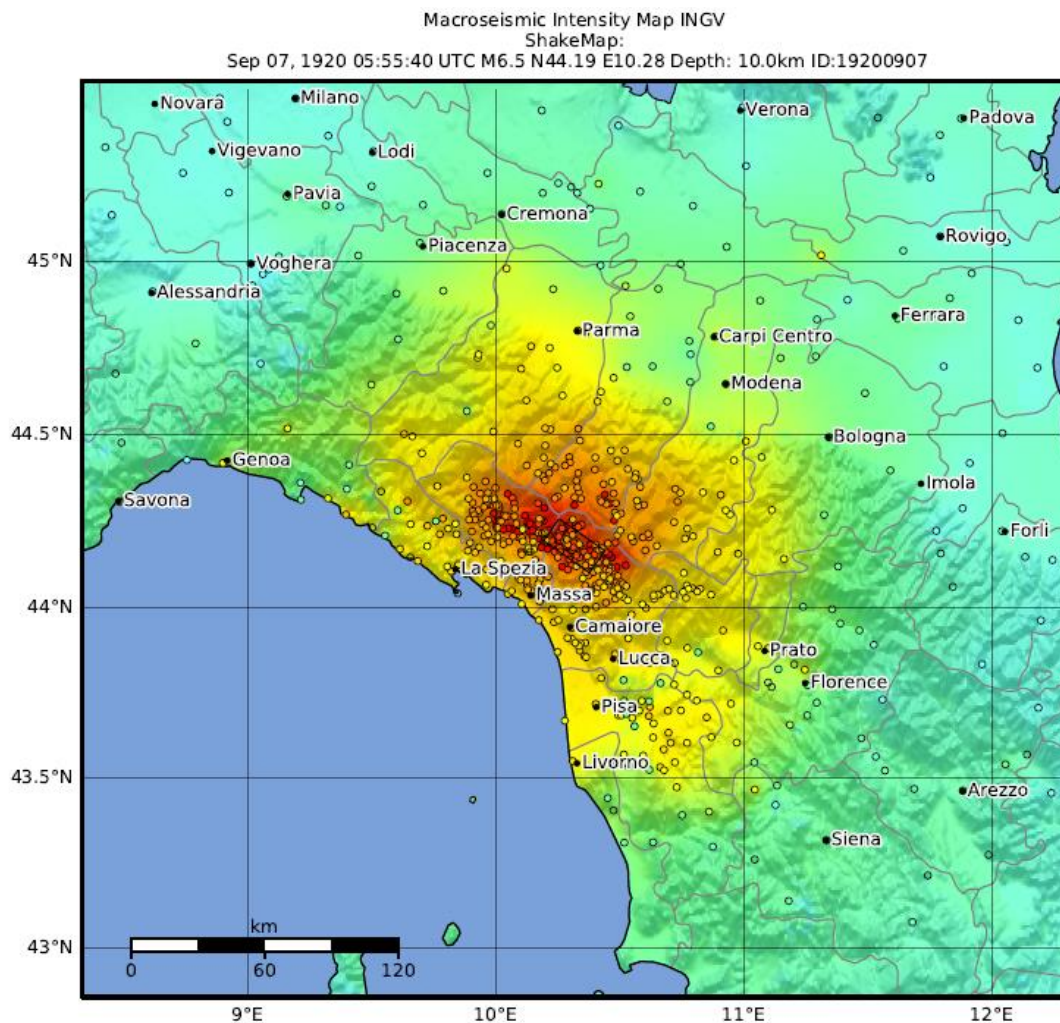 Macroseismic Intensity Map INGV
ShakeMap:
Sep 07, 1920 05:55:40 UTC M6.5 N44.19 E10.28 Depth: 10.0km ID:19200907
Novara
Milano
Verona
Padova
Vigevano
Lodi
Pavia
Cremona
Piacenza
Rovigo
45°N
Voghera
Alessandria
Parma
Carpi Centro
Ferrara
Modena
44.5°N
Bologna
Genoa
Imola
Savona
Forli
La Spezia
44°N
Massa
Camaiore
Lucca
Prato
Florence
Pisa
43.5°N
Livorno
Arezzo
Siena
km
43°N
0 60 120
9°E 10°E 11°E 12°E